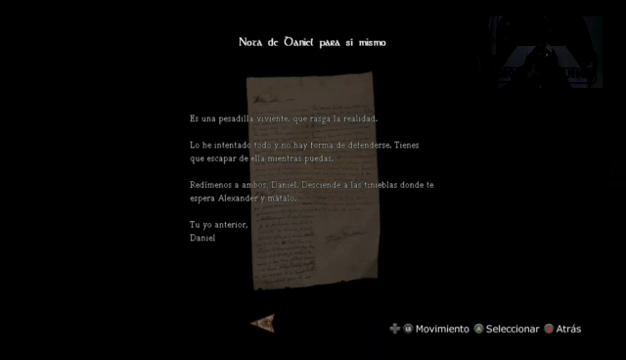 Nota de Daniel para sí mismo
Es una pesadilla viviente, que rasga la realidad.
Lo he intentado todo y no hay forma de defenderse. Tienes
que escapar de ella mientras puedas.
Redímenos a ambos, Daniel. Desciende a las tinieblas donde te
espera Alexander y mátalo.
Tu yo anterior,
Daniel
Movimiento
A Seleccionar
Atrás